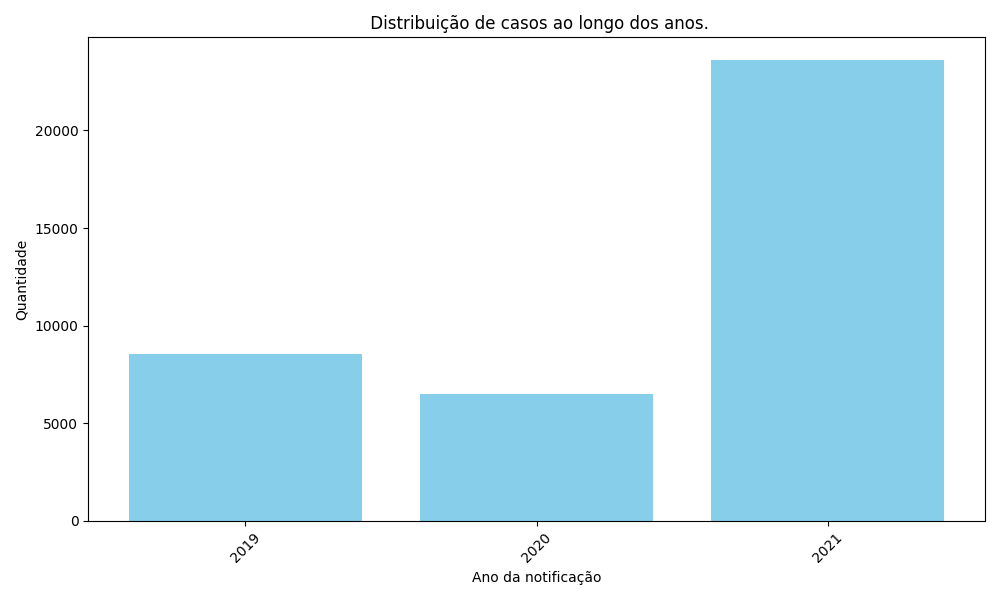 Distribuição de casos ao longo dos anos.
Quantidade
20000
15000
10000
5000
0
2019
2020
2021
Ano da notificação